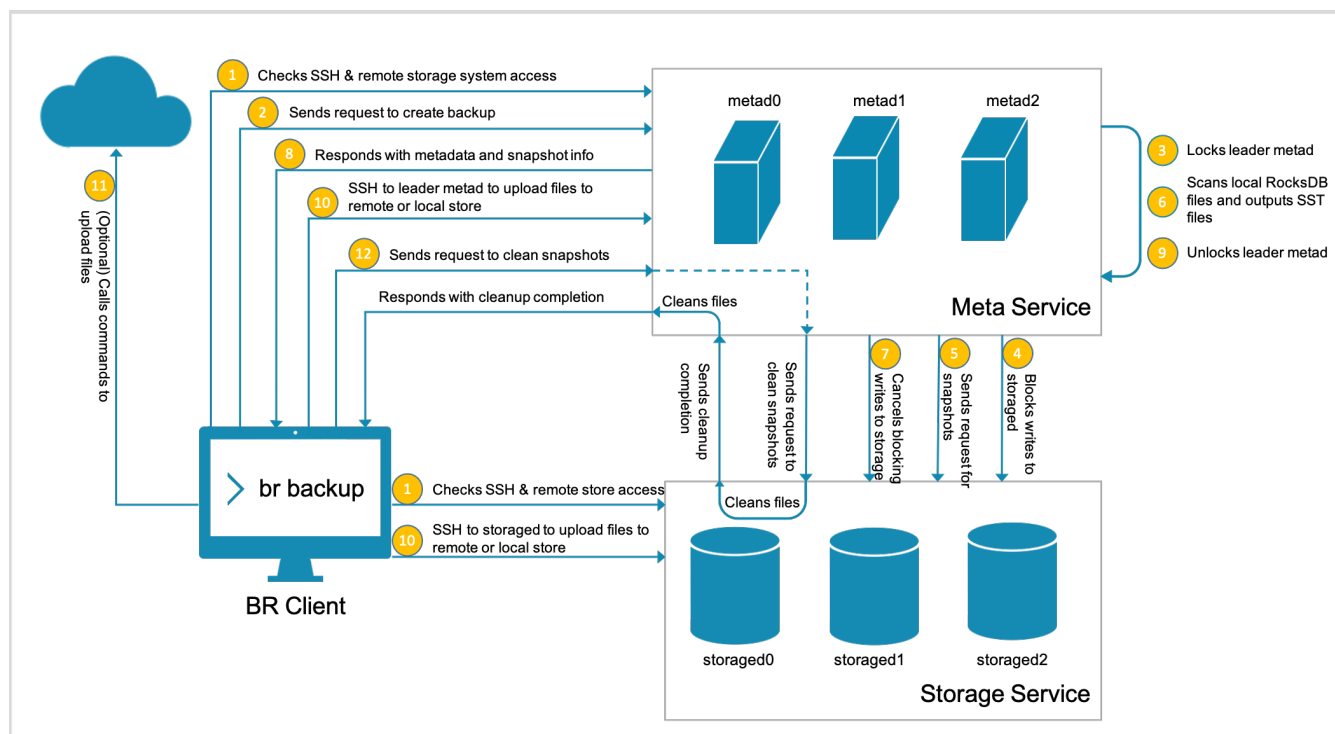 1 Checks SSH & remote storage system access
2 Sends request to create backup
8 Responds with metadata and snapshot info
SSH to leader metad to upload files to
10 remote or local store
12 Sends request to clean snapshots
Responds with cleanup completion
Cleans files
11
(Optional) Calls commands to
upload files
metad0
metad1
metad2
Meta Service
3 Locks leader metad
Scans local RocksDB
6 files and outputs SST
files
9 Unlocks leader metad
Sends cleanup
completion
Sends request to
clean snapshots
7
Cancels blocking
writes to storage
5
Sends request for
snapshots
4
Blocks writes to
storaged
br backup
BR Client
1 Checks SSH & remote store access
SSH to storaged to upload files to
10 remote or local store
Cleans files
storaged0
storaged1
storaged2
Storage Service